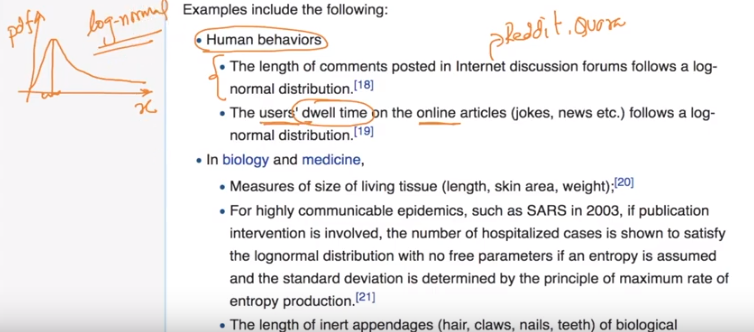 Examples include the following:
pdf
log-normal
• Human behaviors
Reddit, Quora
• The length of comments posted in Internet discussion forums follows a log-
normal distribution.[18]
x
• The users' dwell time on the online articles (jokes, news etc.) follows a log-
normal distribution.[19]
• In biology and medicine,
• Measures of size of living tissue (length, skin area, weight);[20]
• For highly communicable epidemics, such as SARS in 2003, if publication
intervention is involved, the number of hospitalized cases is shown to satisfy
the lognormal distribution with no free parameters if an entropy is assumed
and the standard deviation is determined by the principle of maximum rate of
entropy production.[21]
• The length of inert appendages (hair, claws, nails, teeth) of biological